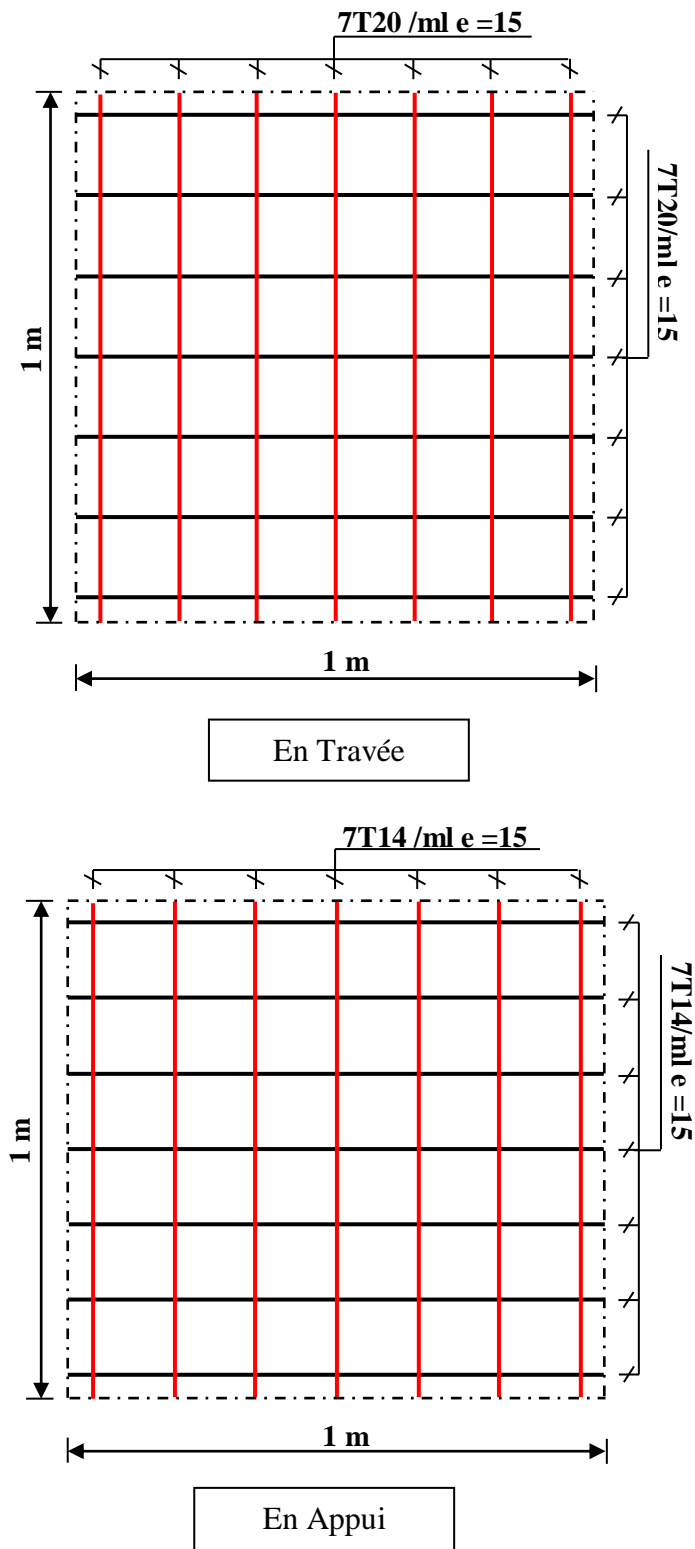 7T20 /ml e =15
7T20/ml e =15
1 m
1 m
En Travée
7T14 /ml e =15
7T14/ml e =15
1 m
1 m
En Appui